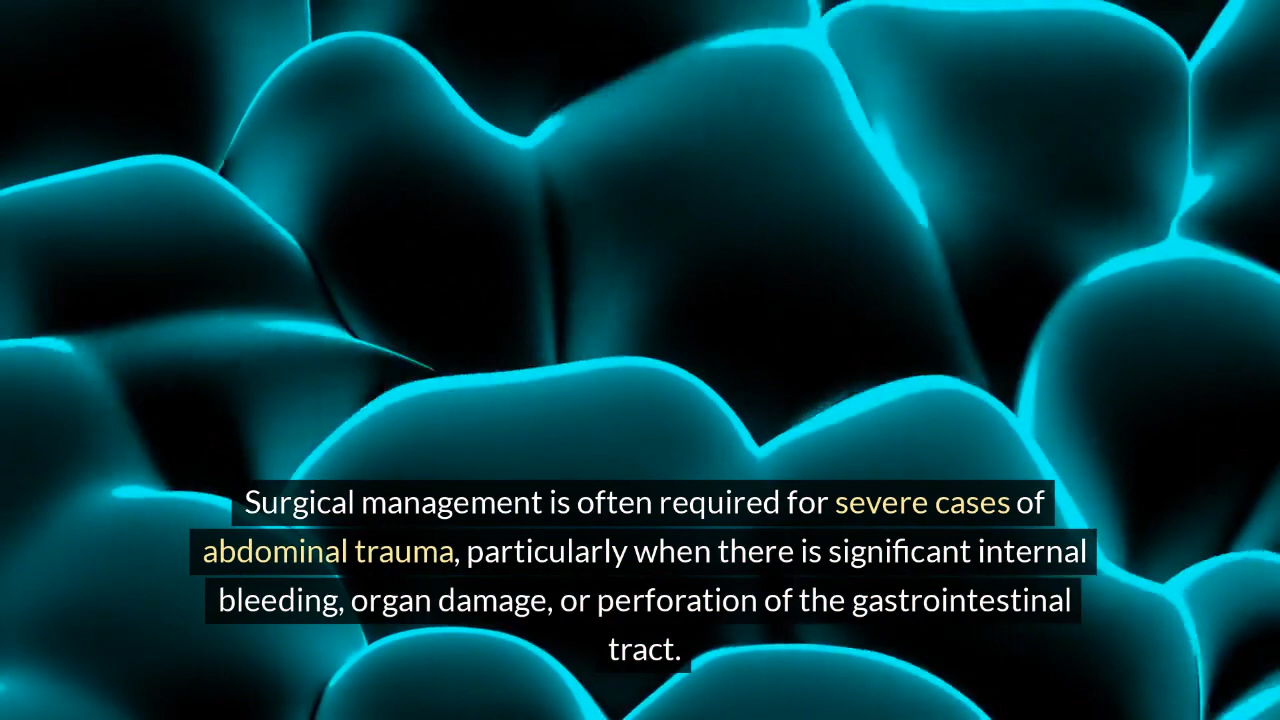 Surgical management is often required for severe cases of
abdominal trauma, particularly when there is significant internal
bleeding, organ damage, or perforation of the gastrointestinal
tract.